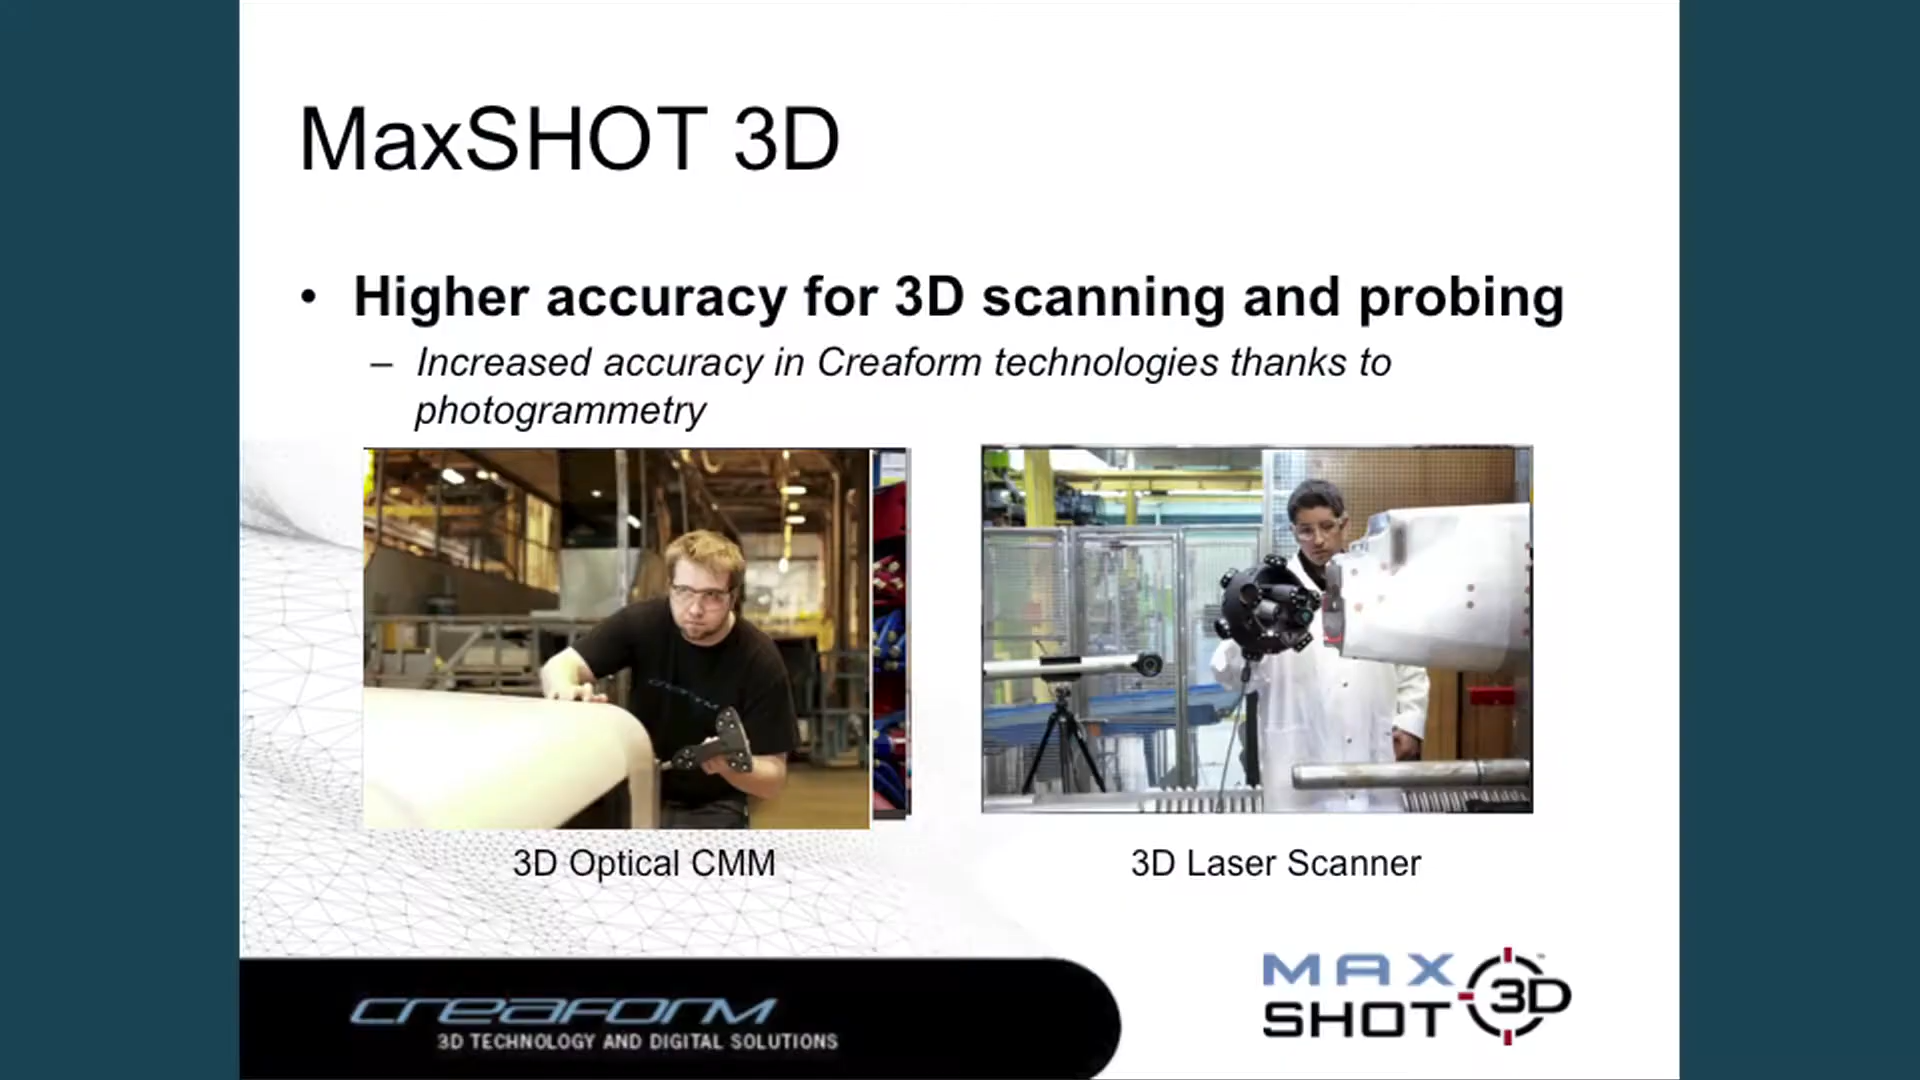 MaxSHOT 3D
• Higher accuracy for 3D scanning and probing
– Increased accuracy in Creaform technologies thanks to
photogrammetry
3D Optical CMM
3D Laser Scanner
CREAFORM
3D TECHNOLOGY AND DIGITAL SOLUTIONS
MAX
SHOT 3D